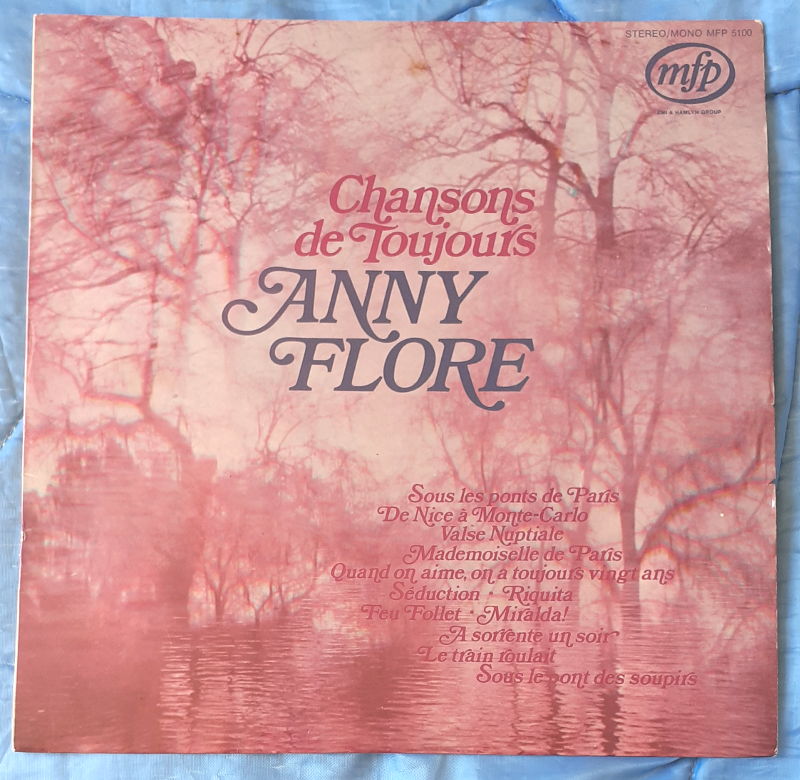 STEREO/MONO MFP 5100
mfp
EMI & HAMLYN GROUP
Chansons
de Toujours
ANNY
FLORE
Sous les ponts de Paris
De Nice à Monte-Carlo
Valse Nuptiale
Mademoiselle de Paris
Quand on aime, on a toujours vingt ans
Séduction · Riquita
Feu Follet · Miralda!
A sorrente un soir
Le train roulait
Sous le pont des soupirs